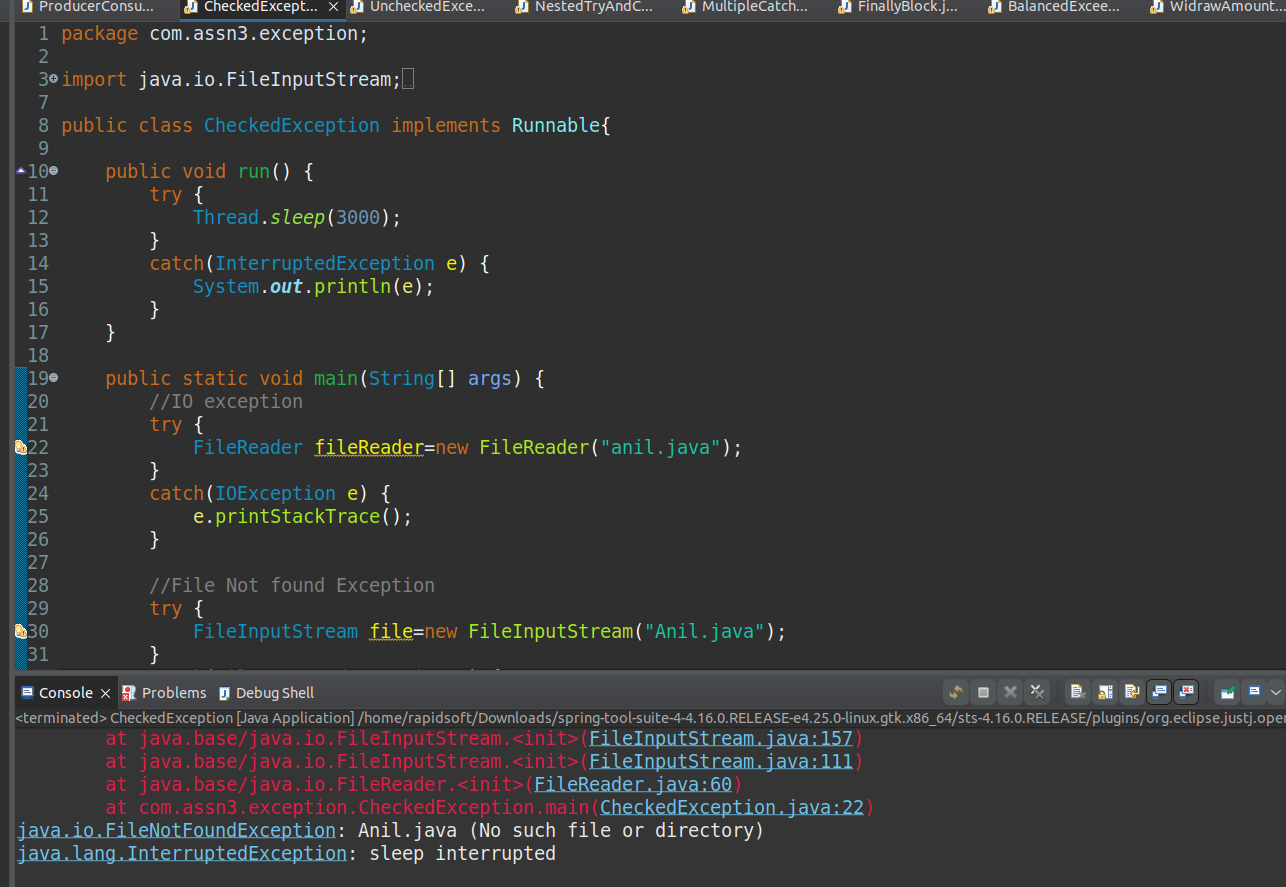 ProducerConsu... CheckedExcept... UncheckedExce... NestedTryAndC... MultipleCatch... FinallyBlock.j... BalancedExcee... WidrawAmount...
1 package com.assn3.exception;
2
3 import java.io.FileInputStream;
7
8 public class CheckedException implements Runnable{
9
10 public void run() {
11 try {
12 Thread.sleep(3000);
13 }
14 catch(InterruptedException e) {
15 System.out.println(e);
16 }
17 }
18
19 public static void main(String[] args) {
20 //IO exception
21 try {
22 FileReader fileReader=new FileReader("anil.java");
23 }
24 catch(IOException e) {
25 e.printStackTrace();
26 }
27
28 //File Not found Exception
29 try {
30 FileInputStream file=new FileInputStream("Anil.java");
31 }
Console Problems Debug Shell
<terminated> CheckedException [Java Application] /home/rapidsoft/Downloads/spring-tool-suite-4-4.16.0.RELEASE-e4.25.0-linux.gtk.x86_64/sts-4.16.0.RELEASE/plugins/org.eclipse.justj.oper
at java.base/java.io.FileInputStream.<init>(FileInputStream.java:157)
at java.base/java.io.FileInputStream.<init>(FileInputStream.java:111)
at java.base/java.io.FileReader.<init>(FileReader.java:60)
at com.assn3.exception.CheckedException.main(CheckedException.java:22)
java.io.FileNotFoundException: Anil.java (No such file or directory)
java.lang.InterruptedException: sleep interrupted